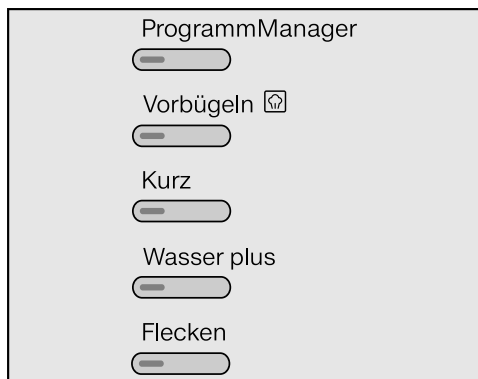 ProgrammManager
Vorbügeln
Kurz
Wasser plus
Flecken